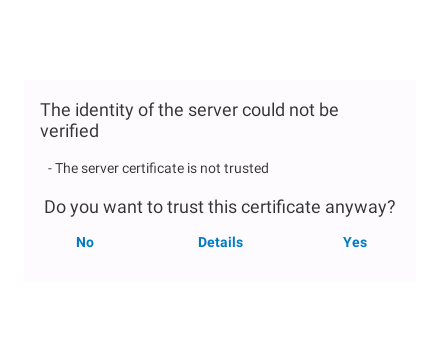 The identity of the server could not be
verified
- The server certificate is not trusted
Do you want to trust this certificate anyway?
No Details Yes